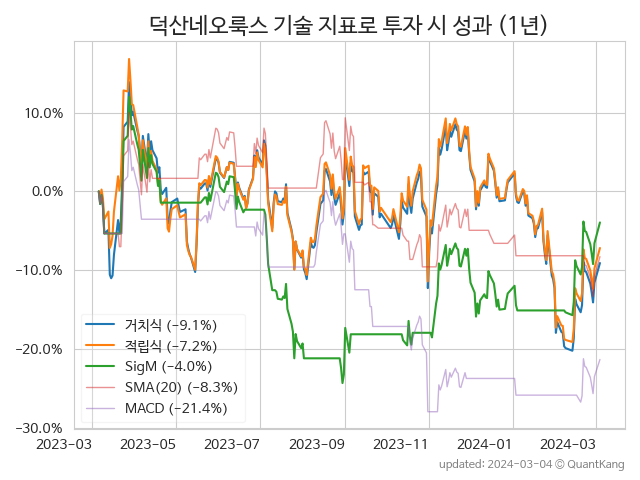 덕산네오룩스 기술 지표로 투자 시 성과 (1년)
10.0%
0.0%
−10.0%
−20.0%
−30.0%
거치식 (−9.1%)
적립식 (−7.2%)
SigM (−4.0%)
SMA(20) (−8.3%)
MACD (−21.4%)
2023-03 2023-05 2023-07 2023-09 2023-11 2024-01 2024-03
updated: 2024-03-04 © QuantKang